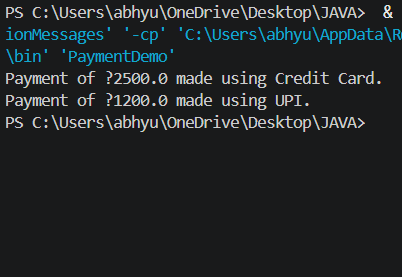 PS C:\Users\abhyu\OneDrive\Desktop\JAVA>  &
ionMessages' '-cp' 'C:\Users\abhyu\AppData\R
\bin' 'PaymentDemo'
Payment of ?2500.0 made using Credit Card.
Payment of ?1200.0 made using UPI.
PS C:\Users\abhyu\OneDrive\Desktop\JAVA>